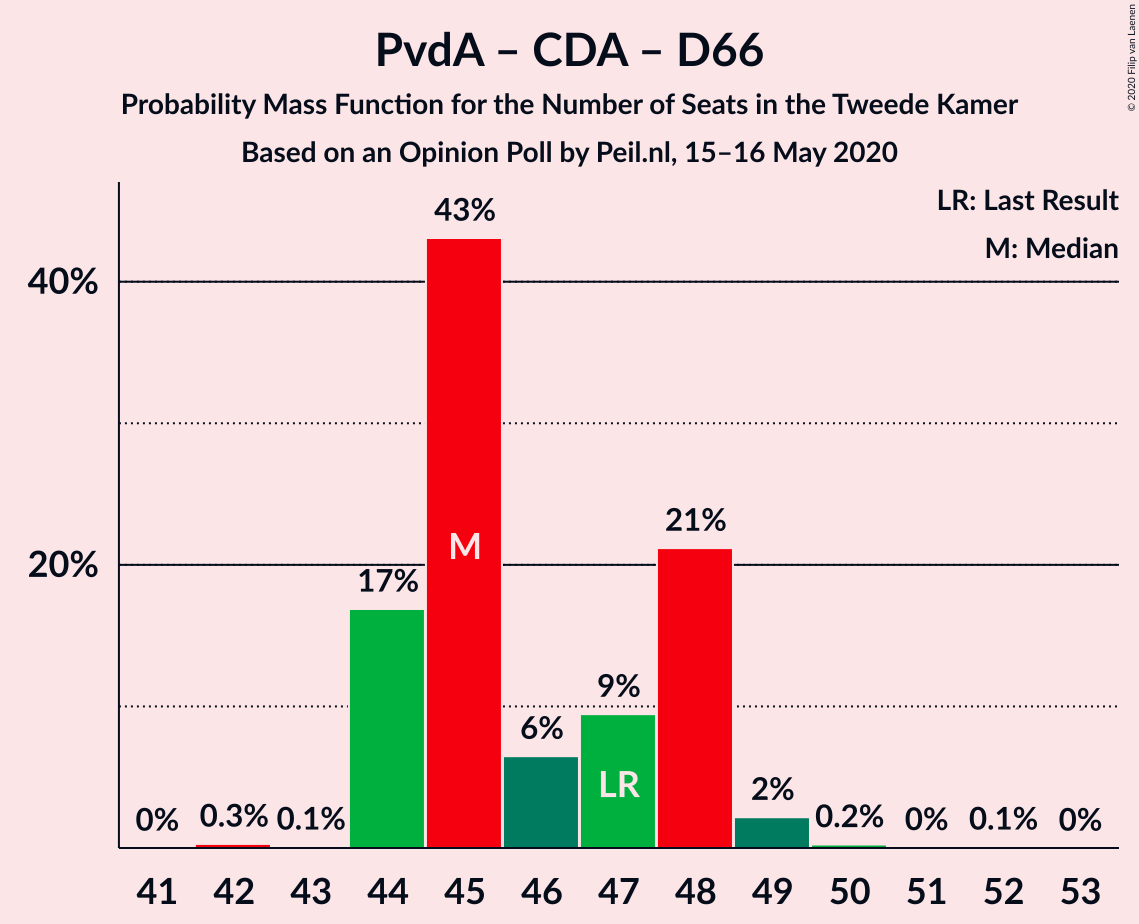 PvdA – CDA – D66
Probability Mass Function for the Number of Seats in the Tweede Kamer
Based on an Opinion Poll by Peil.nl, 15–16 May 2020
© 2020 Filip van Laenen
LR: Last Result
M: Median
40%
20%
0%
0.3%
0.1%
17%
43%
M
6%
9%
LR
21%
2%
0.2%
0%
0.1%
0%
41 42 43 44 45 46 47 48 49 50 51 52 53